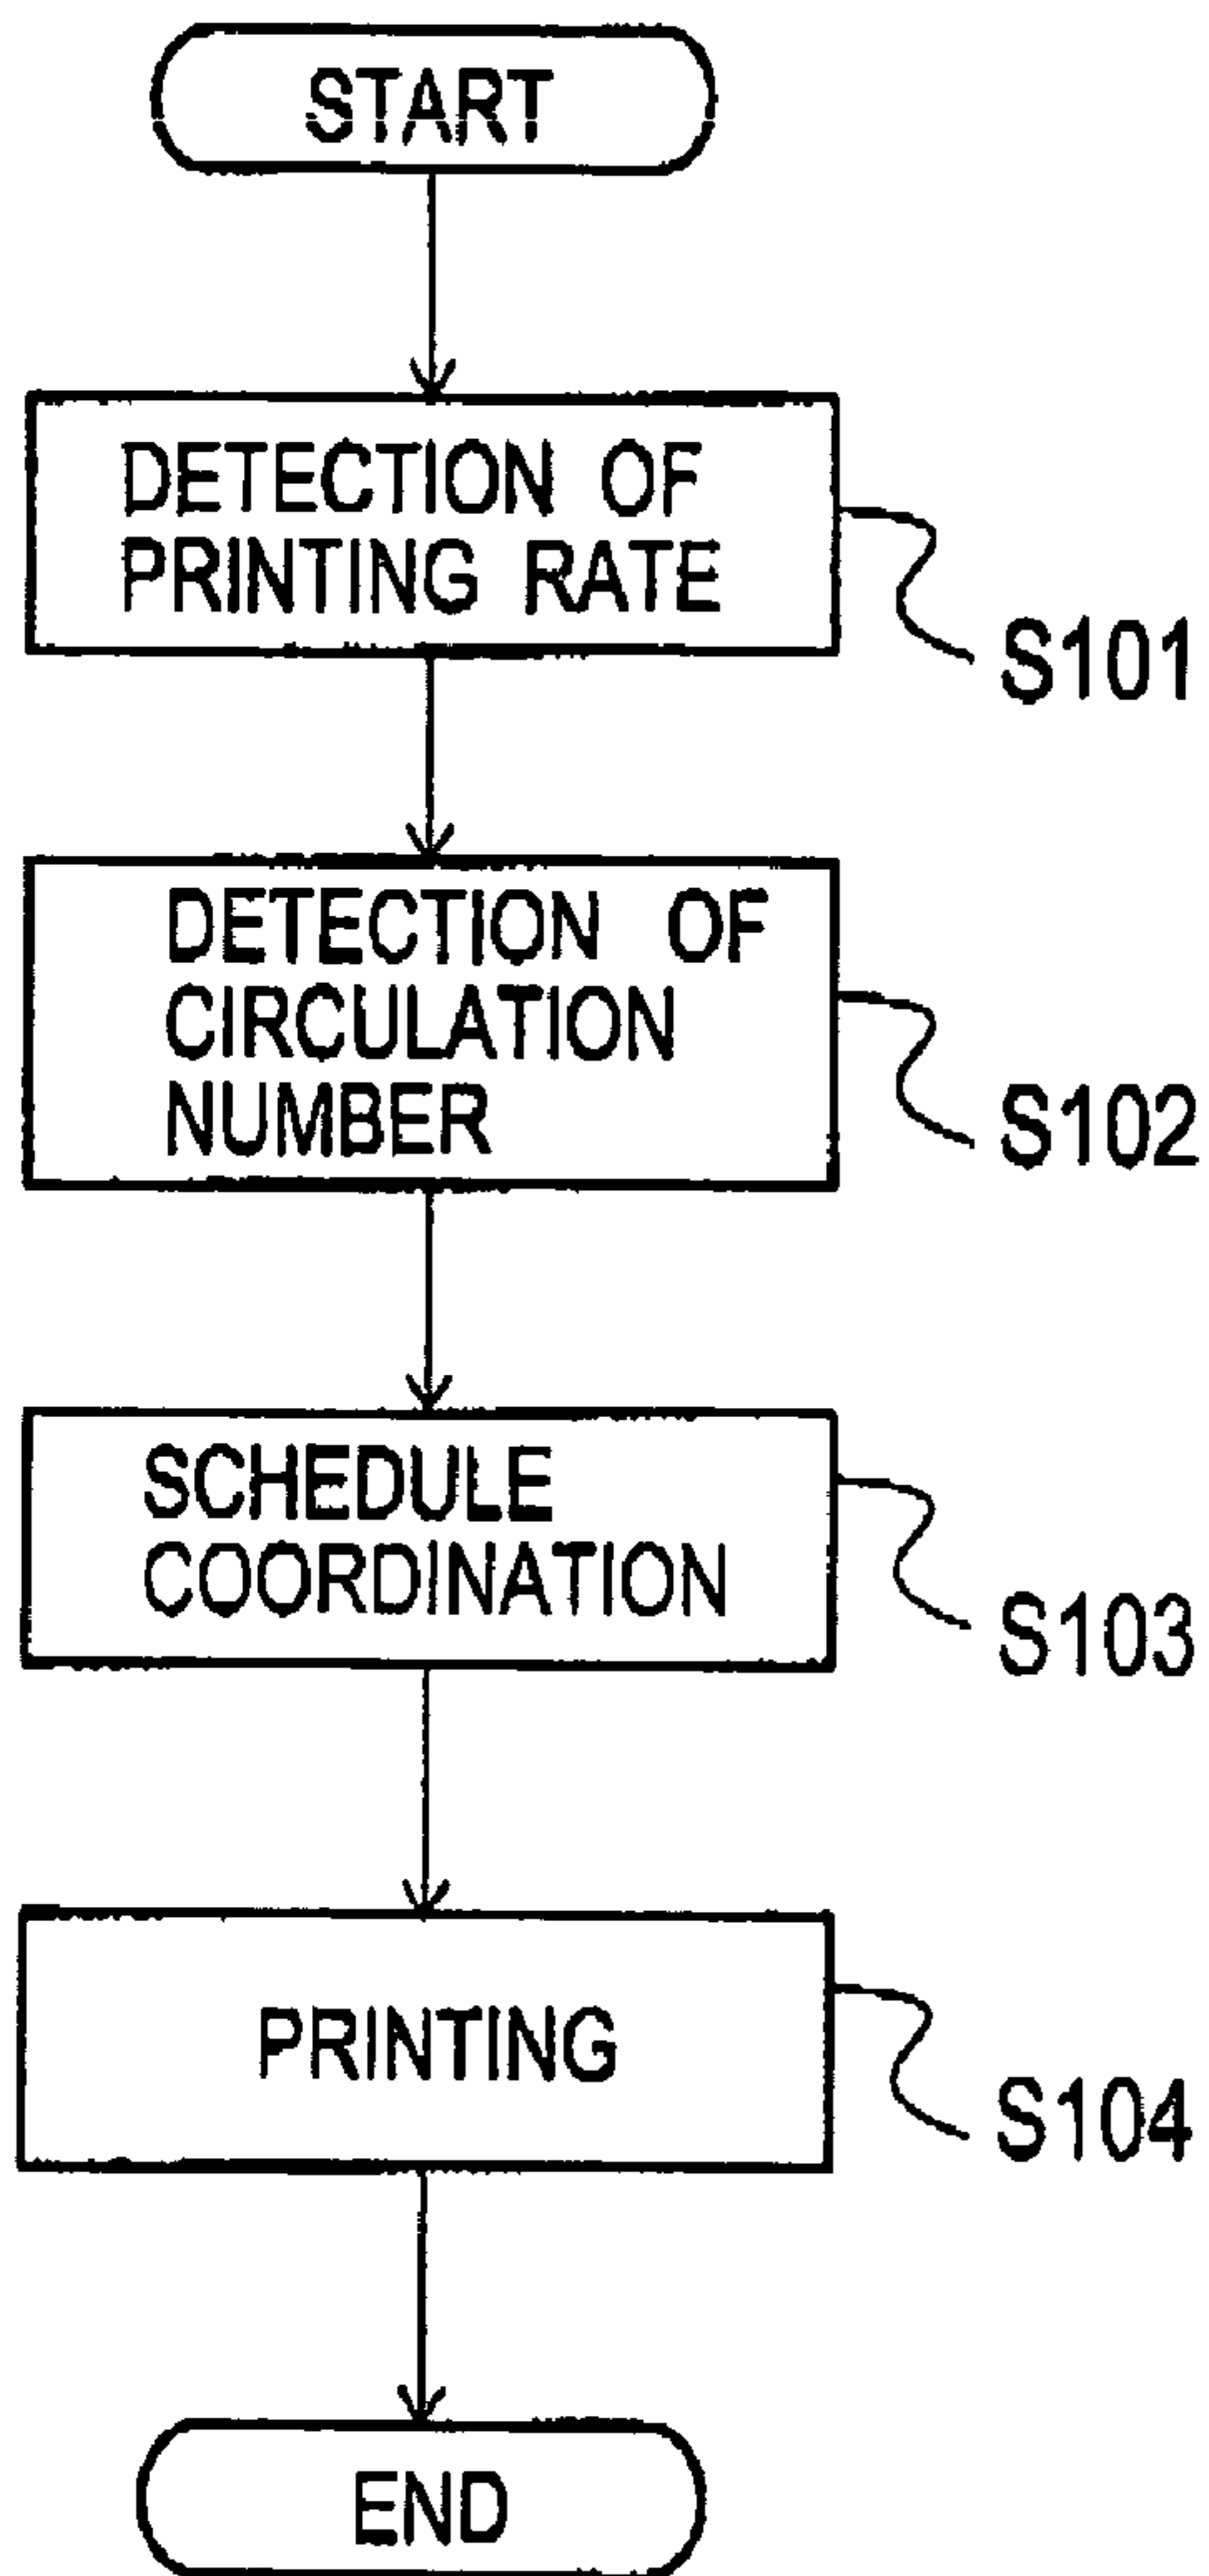 START
DETECTION OF
PRINTING RATE
S101
DETECTION OF
CIRCULATION
NUMBER
S102
SCHEDULE
COORDINATION
S103
PRINTING
S104
END